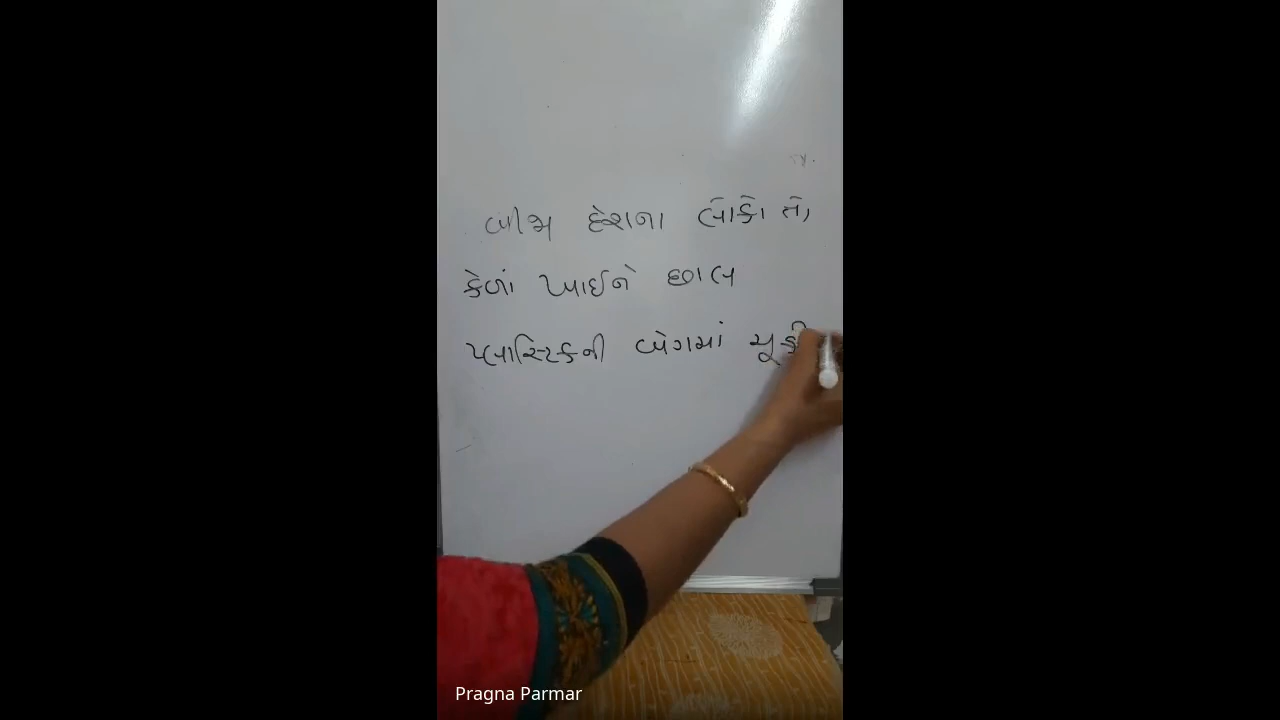 બીજા દેશના લોકો તો,
કેળાં ખાઈને છાલ
પ્લાસ્ટિકની બેગમાં
Pragna Parmar